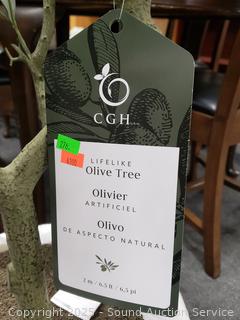 CGH
LIFELIKE
Olive Tree
Olivier
ARTIFICIEL
Olivo
DE ASPECTO NATURAL
2 m / 6.5 ft / 6,5 pi
Copyright 2025 - Sound Auction Service